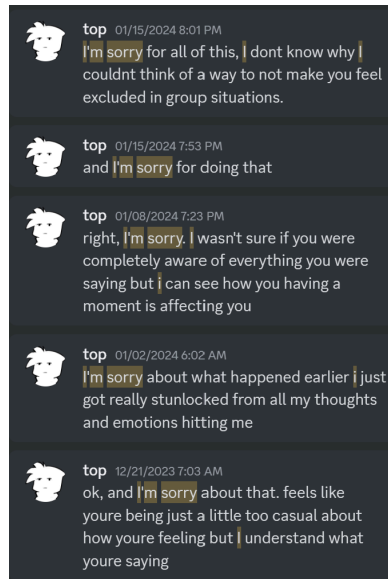 top 01/15/2024 8:01 PM
I'm sorry for all of this, I dont know why I
couldnt think of a way to not make you feel
excluded in group situations.
top 01/15/2024 7:53 PM
and I'm sorry for doing that
top 01/08/2024 7:23 PM
right, I'm sorry. I wasn't sure if you were
completely aware of everything you were
saying but i can see how you having a
moment is affecting you
top 01/02/2024 6:02 AM
I'm sorry about what happened earlier i just
got really stunlocked from all my thoughts
and emotions hitting me
top 12/21/2023 7:03 AM
ok, and I'm sorry about that. feels like
youre being just a little too casual about
how youre feeling but I understand what
youre saying